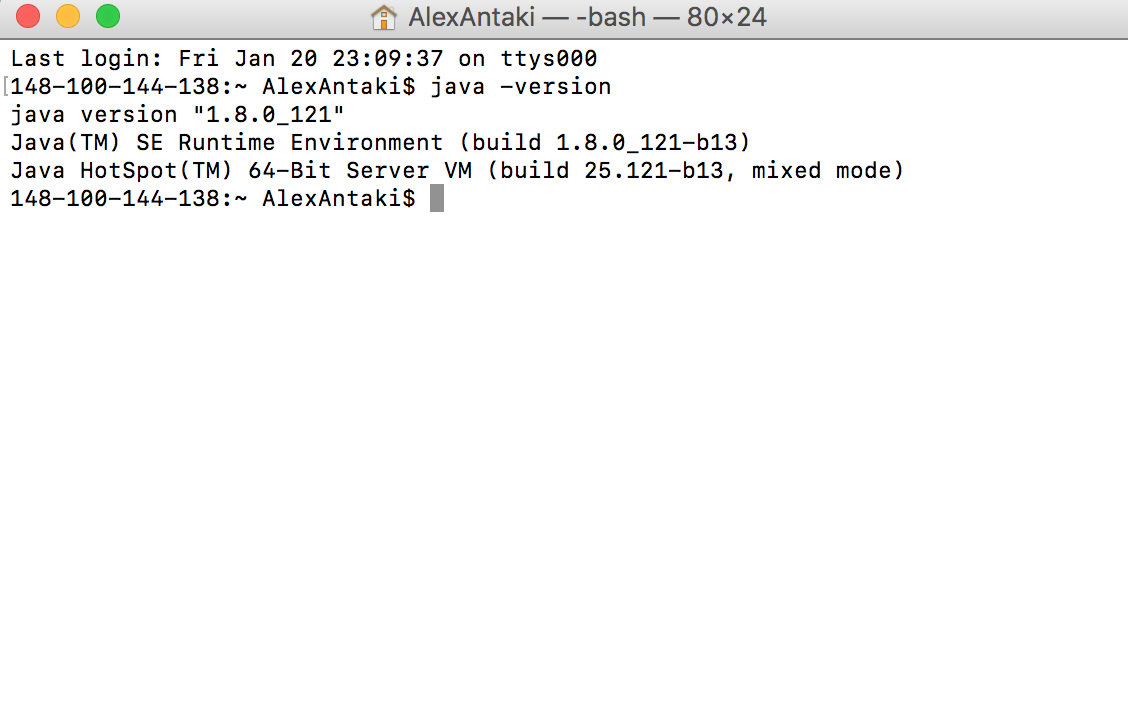 AlexAntaki — -bash — 80×24
Last login: Fri Jan 20 23:09:37 on ttys000
[148-100-144-138:~ AlexAntaki$ java -version
java version "1.8.0_121"
Java(TM) SE Runtime Environment (build 1.8.0_121-b13)
Java HotSpot(TM) 64-Bit Server VM (build 25.121-b13, mixed mode)
148-100-144-138:~ AlexAntaki$